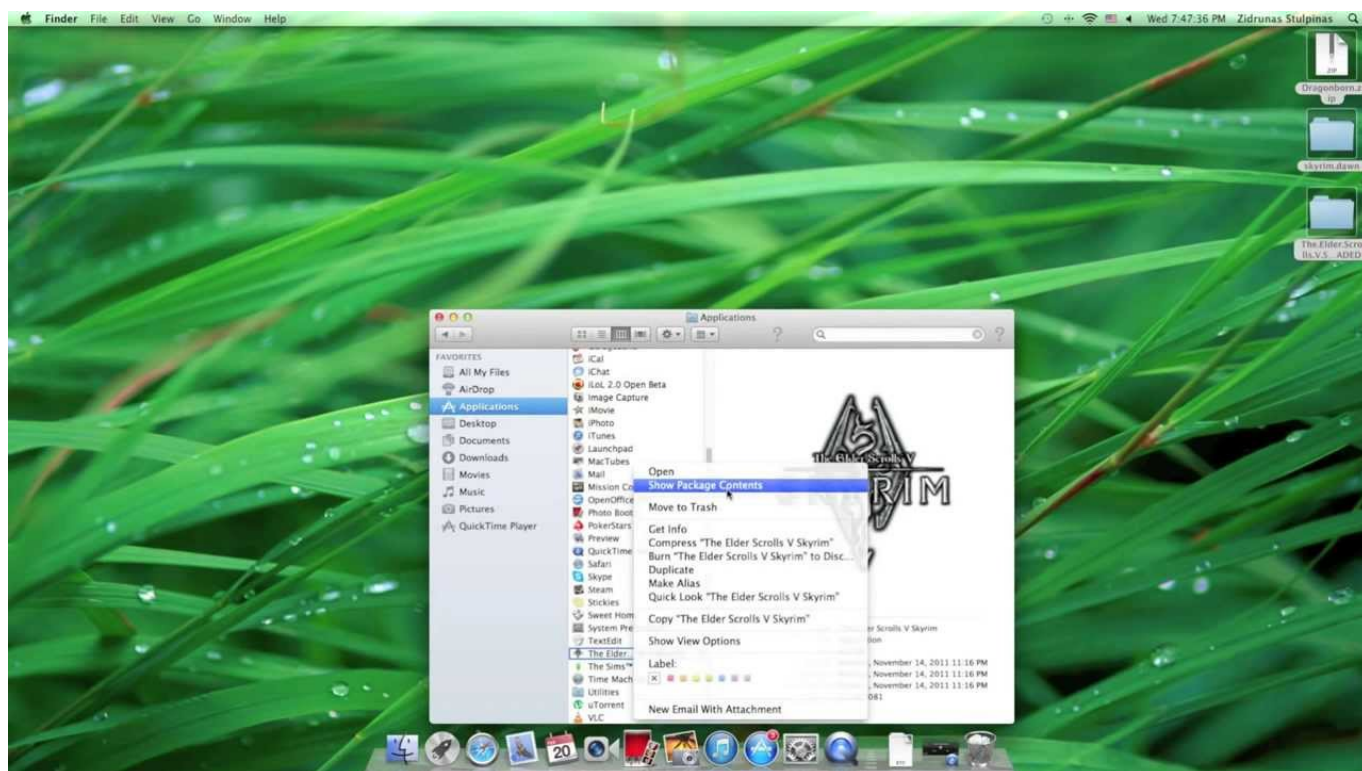 Finder File Edit View Go Window Help
Wed 7:47:36 PM Zidrunas Stulpinas
ZIP
Dragonborn.z
ip
skyrim.dawn
The.Elder.Scro
lls.V.S...ADED
Applications
FAVORITES
All My Files
AirDrop
Applications
Desktop
Documents
Downloads
Movies
Music
Pictures
QuickTime Player
iCal
iChat
iLoL 2.0 Open Beta
Image Capture
iMovie
iPhoto
iTunes
Launchpad
MacTubes
Mail
Mission Co
OpenOffice
Photo Boot
PokerStars
Preview
QuickTime
Safari
Skype
Steam
Stickies
Sweet Hom
System Pre
TextEdit
The Elder...
The Sims™
Time Mach
Utilities
uTorrent
VLC
The Elder Scrolls V
SKYRIM
Open
Show Package Contents
Move to Trash
Get Info
Compress "The Elder Scrolls V Skyrim"
Burn "The Elder Scrolls V Skyrim" to Disc...
Duplicate
Make Alias
Quick Look "The Elder Scrolls V Skyrim"
Copy "The Elder Scrolls V Skyrim"
Show View Options
Label:
New Email With Attachment
Scrolls V Skyrim
, November 14, 2011 11:16 PM
, November 14, 2011 11:16 PM
, November 14, 2011 11:16 PM
081
20